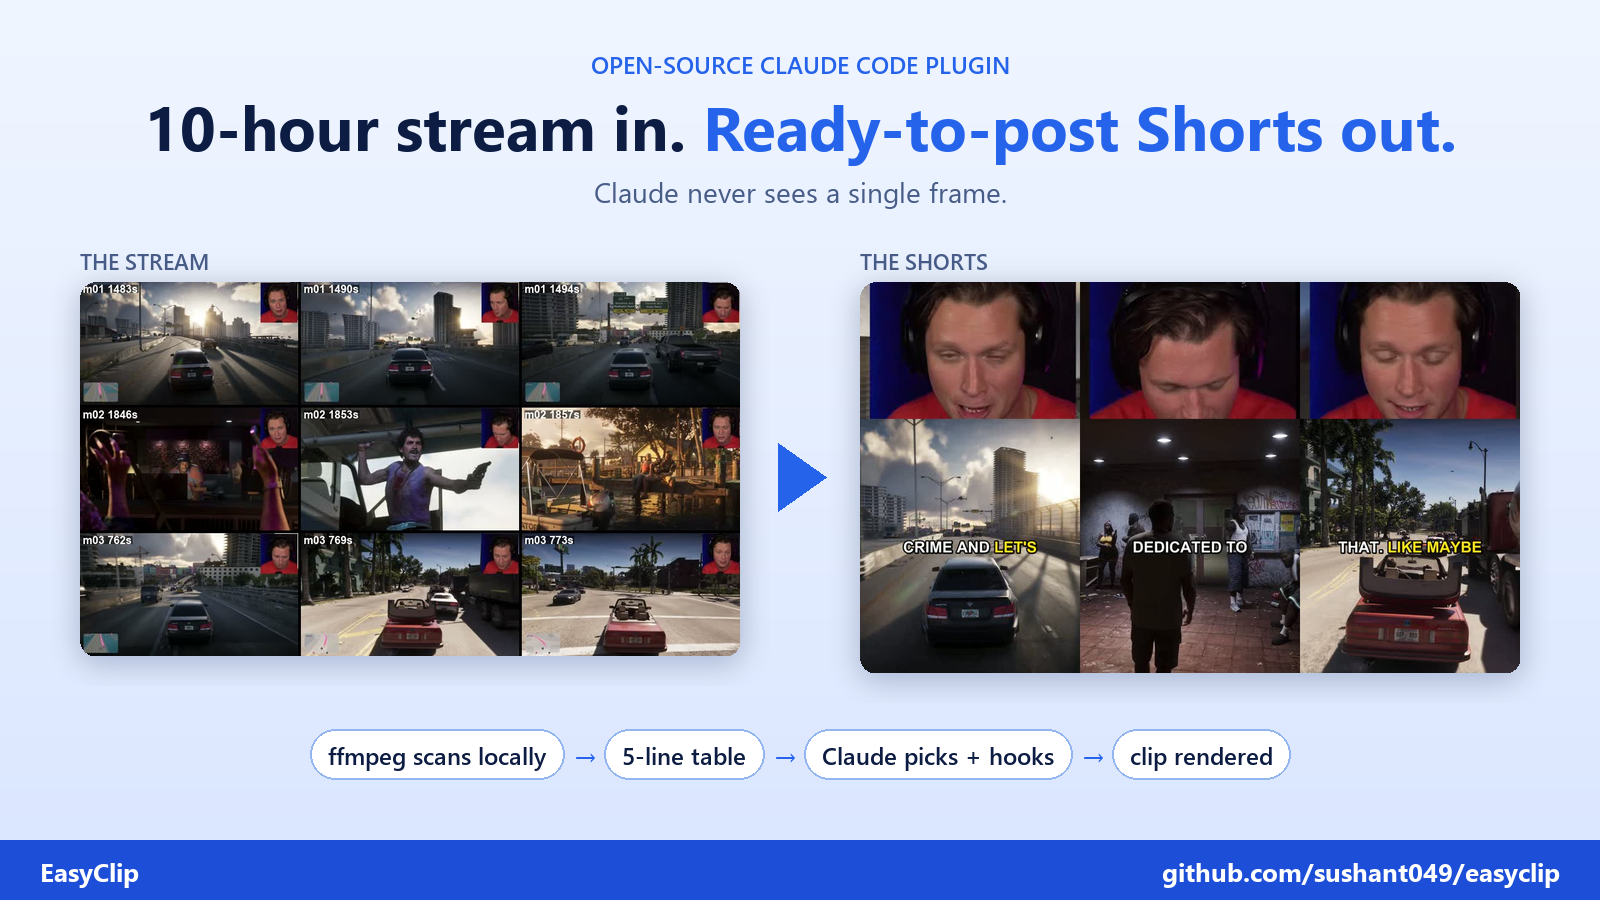 OPEN-SOURCE CLAUDE CODE PLUGIN
10-hour stream in. Ready-to-post Shorts out.
Claude never sees a single frame.
THE STREAM
THE SHORTS
m01 1483s
m01 1490s
m01 1494s
m02 1846s
m02 1853s
m02 1857s
m03 762s
m03 769s
m03 773s
CRIME AND LET'S
DEDICATED TO
THAT. LIKE MAYBE
ffmpeg scans locally → 5-line table → Claude picks + hooks → clip rendered
EasyClip
github.com/sushant049/easyclip